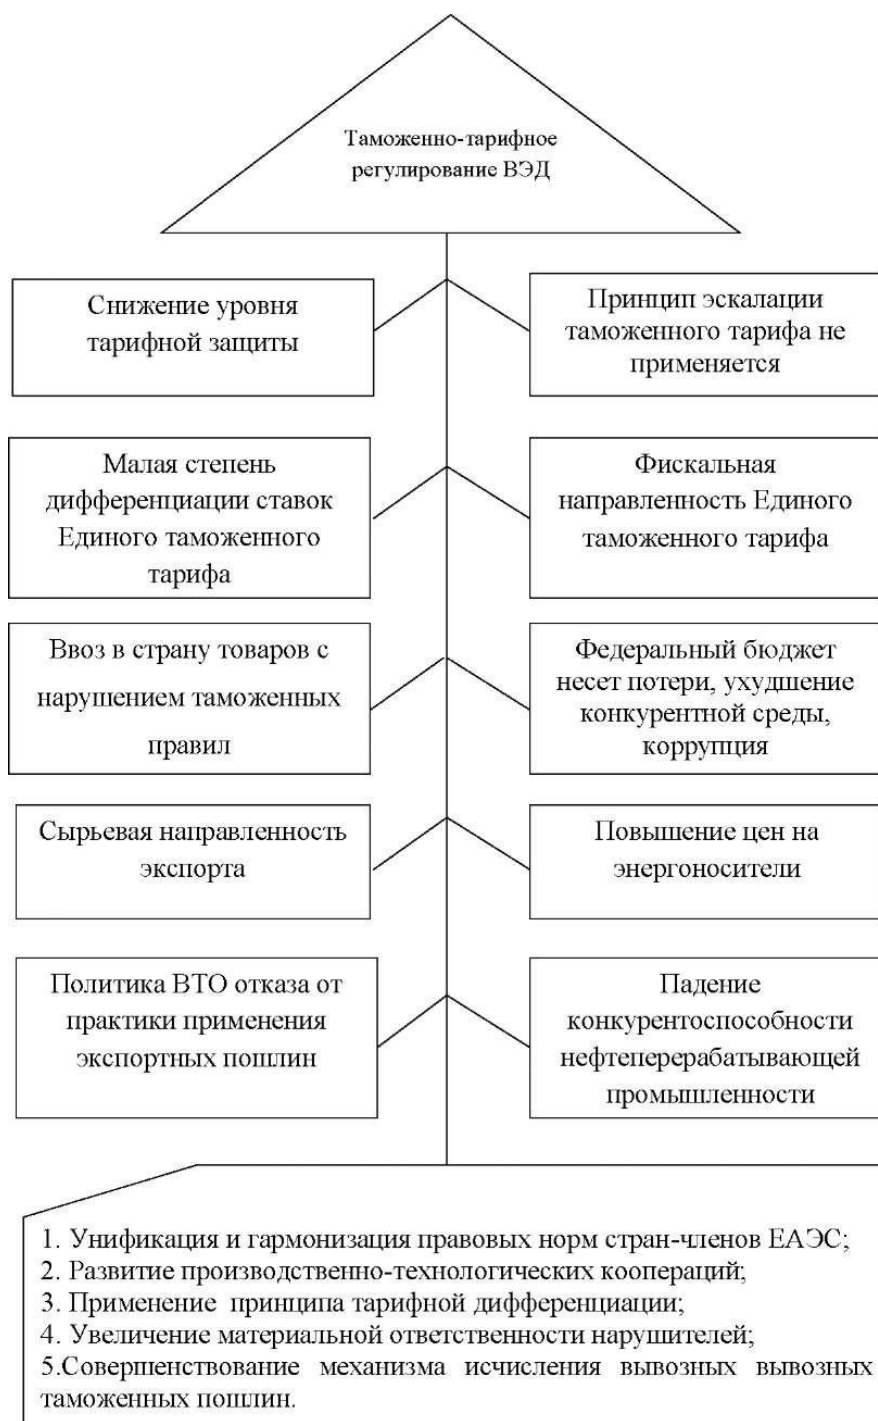 Таможенно-тарифное
регулирование ВЭД
Снижение уровня
тарифной защиты
Принцип эскалации
таможенного тарифа не
применяется
Малая степень
дифференциации ставок
Единого таможенного
тарифа
Фискальная
направленность Единого
таможенного тарифа
Ввоз в страну товаров с
нарушением таможенных
правил
Федеральный бюджет
несет потери, ухудшение
конкурентной среды,
коррупция
Сырьевая направленность
экспорта
Повышение цен на
энергоносители
Политика ВТО отказа от
практики применения
экспортных пошлин
Падение
конкурентоспособности
нефтеперерабатывающей
промышленности
1. Унификация и гармонизация правовых норм стран-членов ЕАЭС;
2. Развитие производственно-технологических коопераций;
3. Применение принципа тарифной дифференциации;
4. Увеличение материальной ответственности нарушителей;
5.Совершенствование механизма исчисления вывозных вывозных
таможенных пошлин.